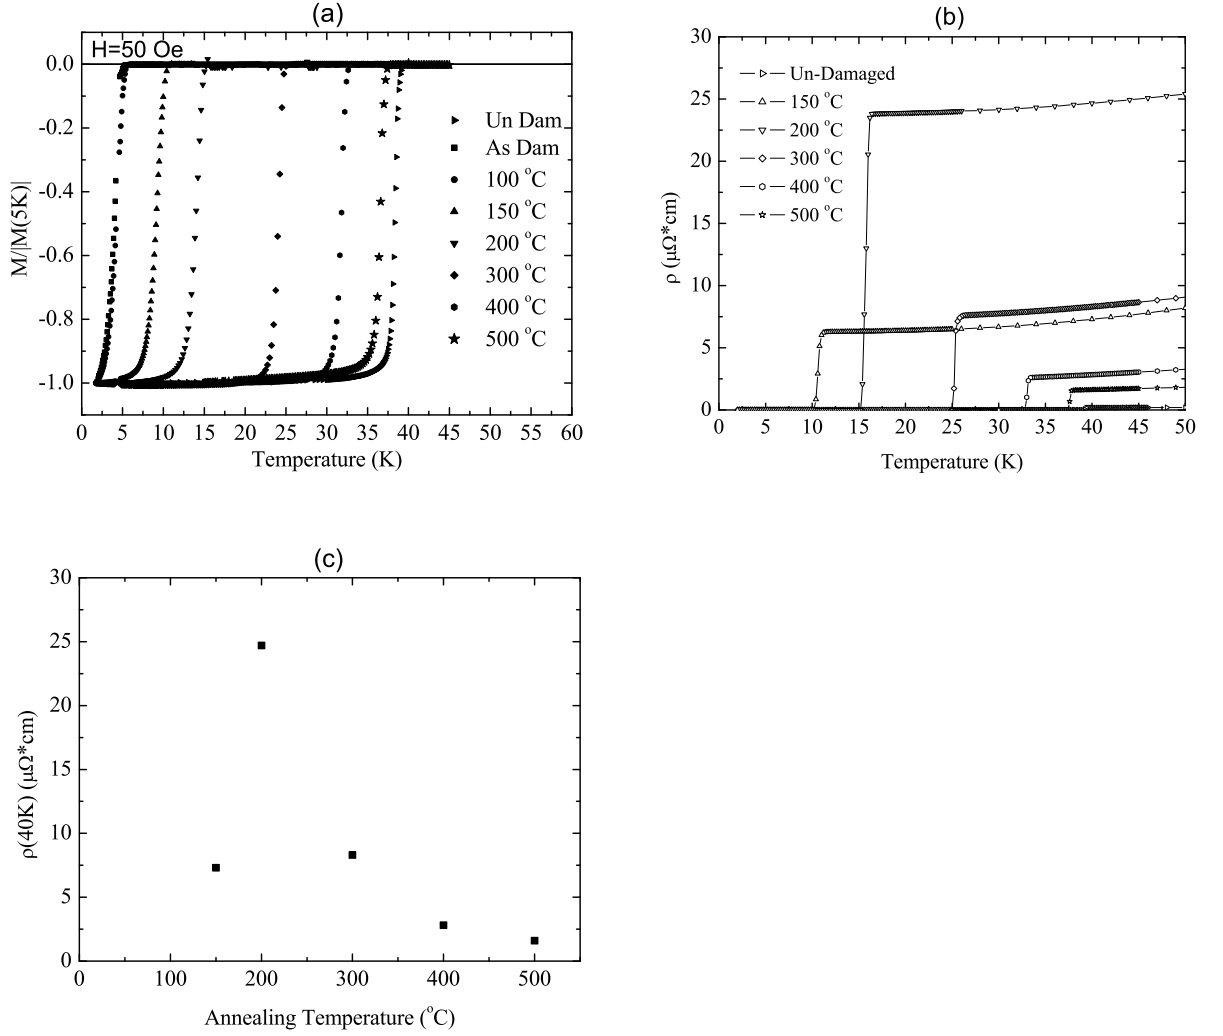 (a)
H=50 Oe
0.0
-0.2
-0.4
-0.6
-0.8
-1.0
M/|M(5K)|
0 5 10 15 20 25 30 35 40 45 50 55 60
Temperature (K)
Un Dam
As Dam
100 °C
150 °C
200 °C
300 °C
400 °C
500 °C
(b)
30
25
20
15
10
5
0
ρ (μΩ*cm)
0 5 10 15 20 25 30 35 40 45 50
Temperature (K)
Un-Damaged
150 °C
200 °C
300 °C
400 °C
500 °C
(c)
30
25
20
15
10
5
0
ρ(40K) (μΩ*cm)
0 100 200 300 400 500
Annealing Temperature (°C)